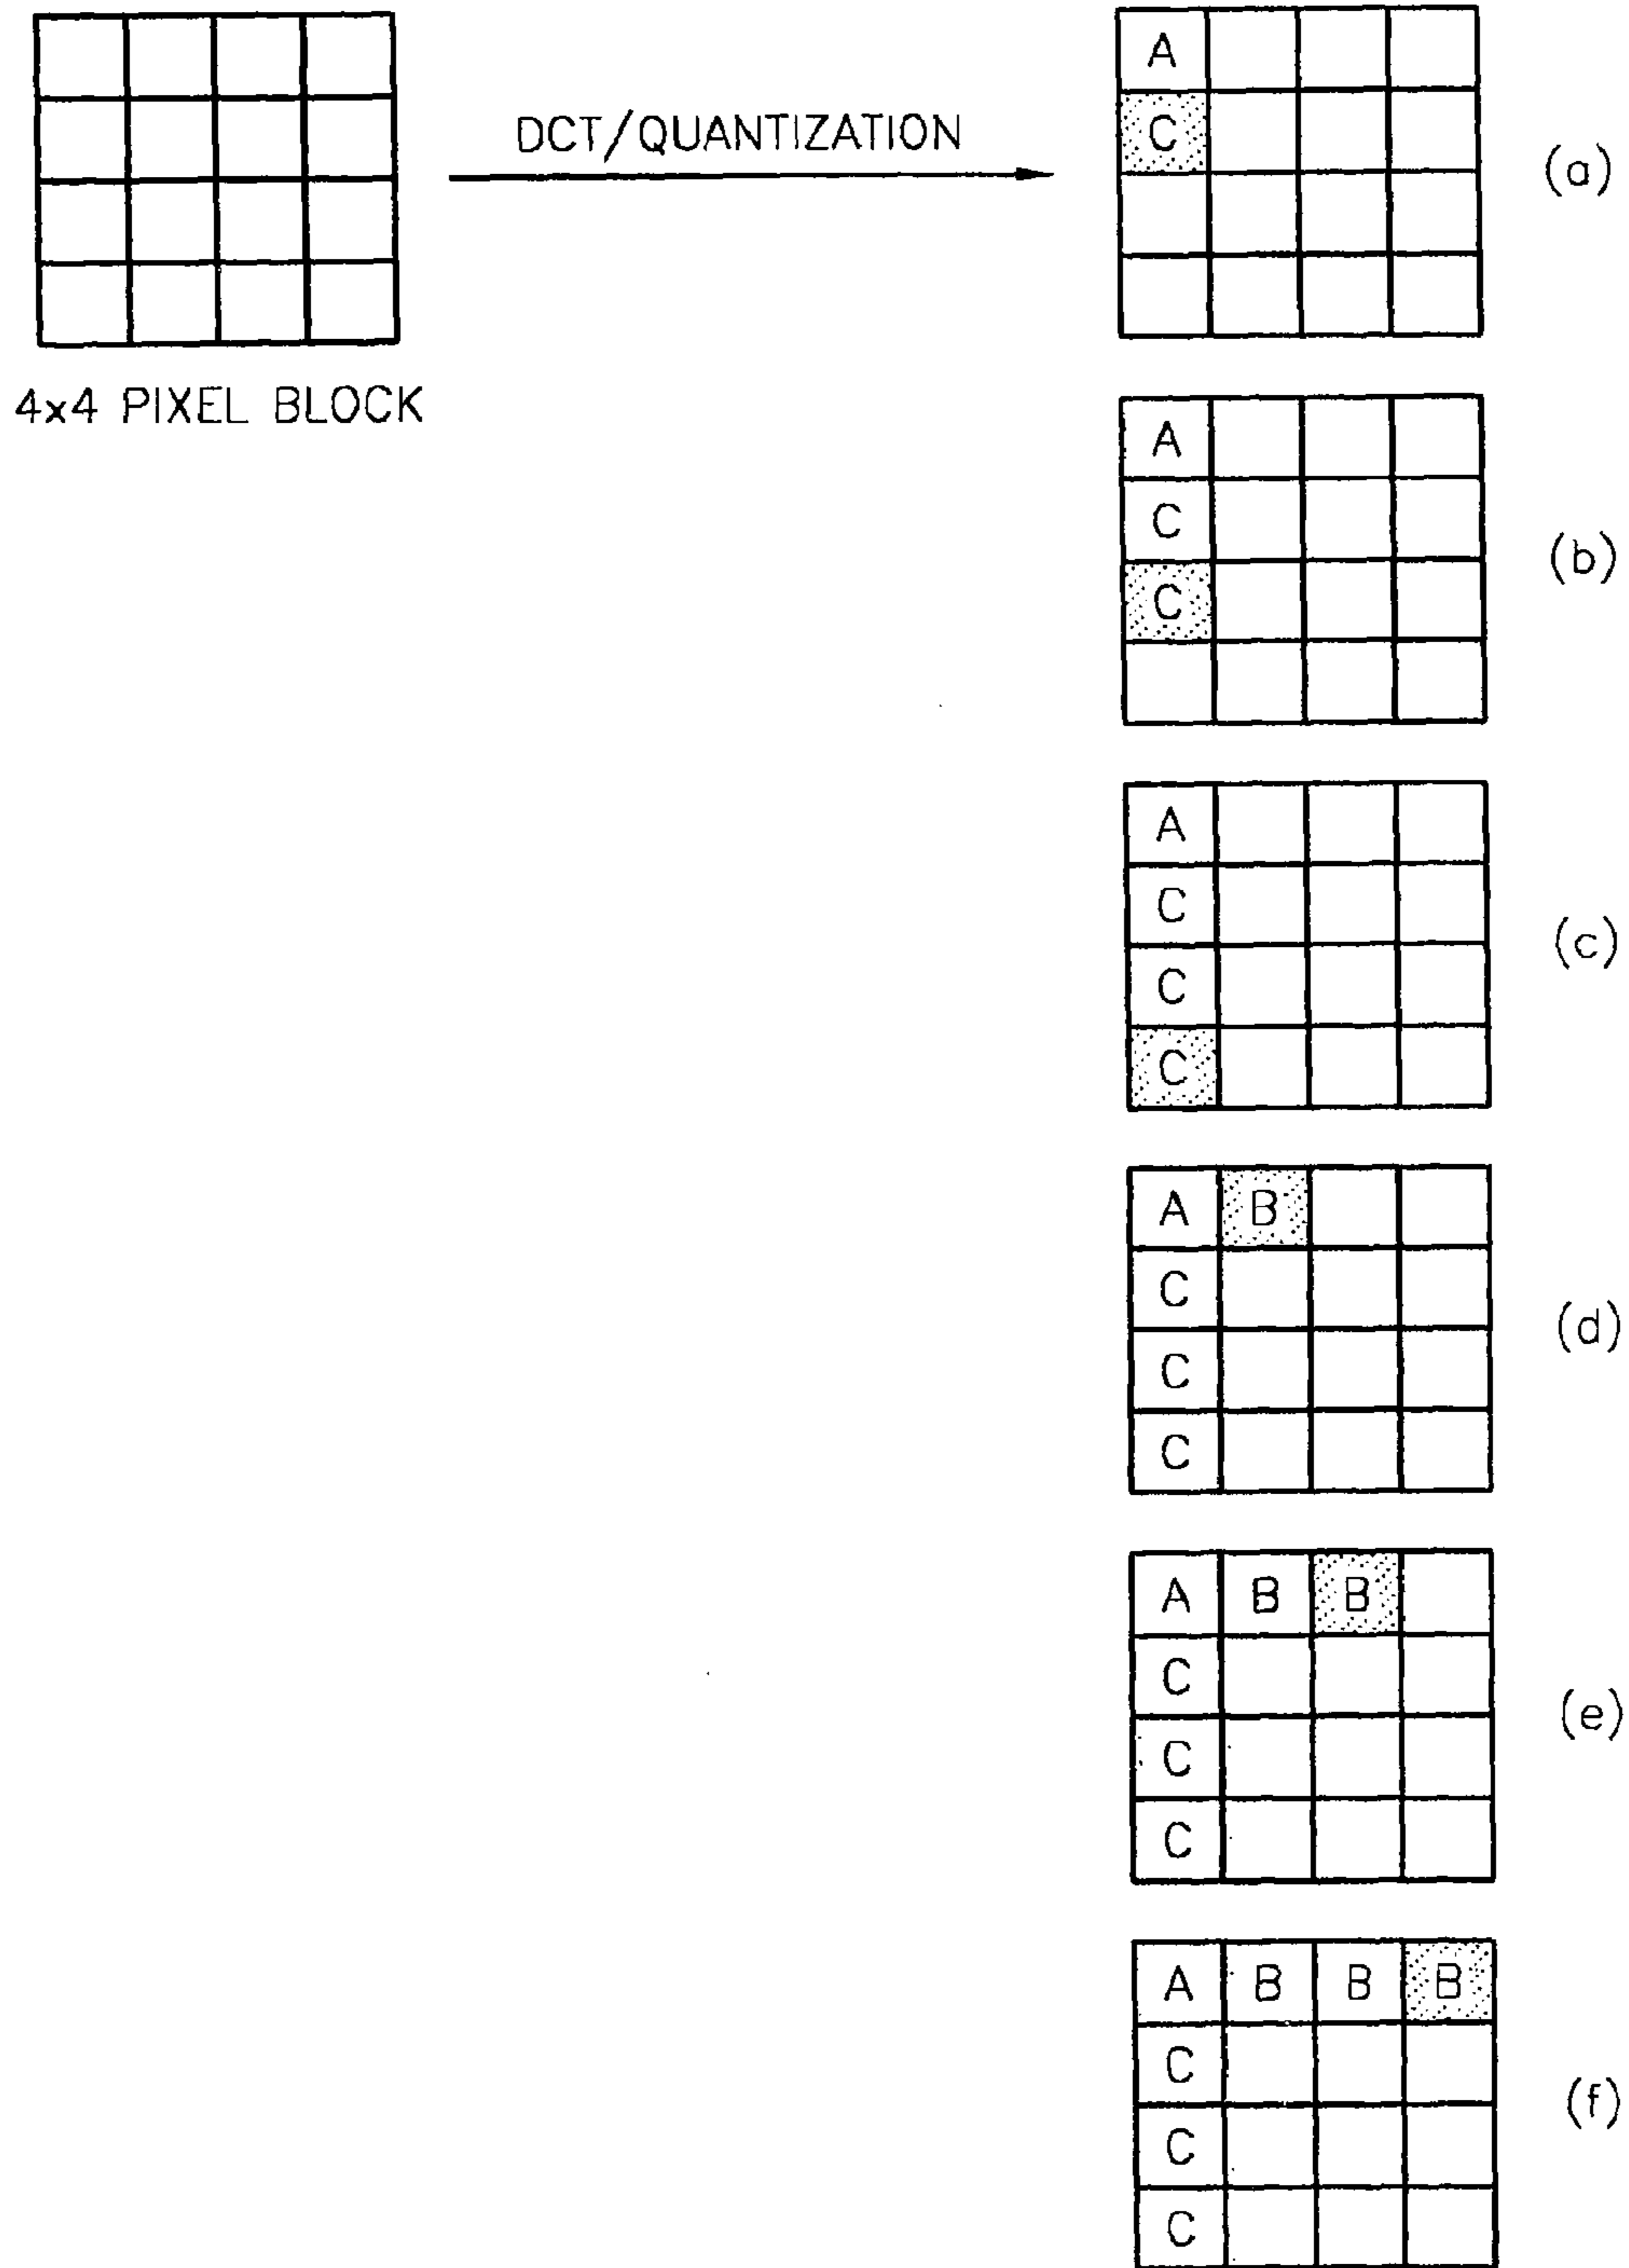 A
C
DCT/QUANTIZATION
(a)
4x4 PIXEL BLOCK
A
C
C
(b)
A
C
C
C
(c)
A B
C
C
C
(d)
A B B
C
C
C
(e)
A B B B
C
C
C
(f)